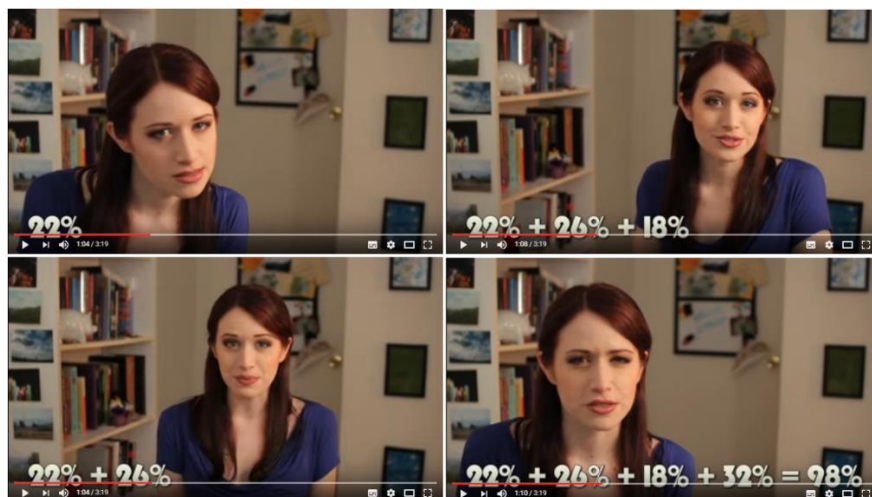 22%
1:04 / 3:19
22% + 26% + 18%
1:08 / 3:19
22% + 26%
1:04 / 3:19
22% + 26% + 18% + 32% = 98%
1:10 / 3:19